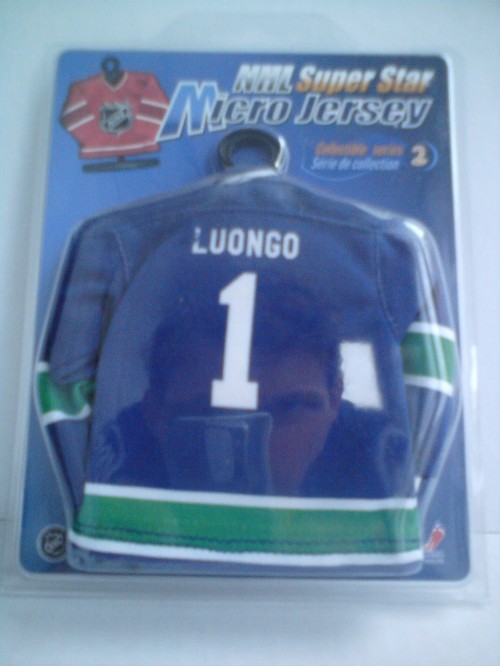 NHL Super Star
Micro Jersey
Collectible series 2
Série de collection
LUONGO
1